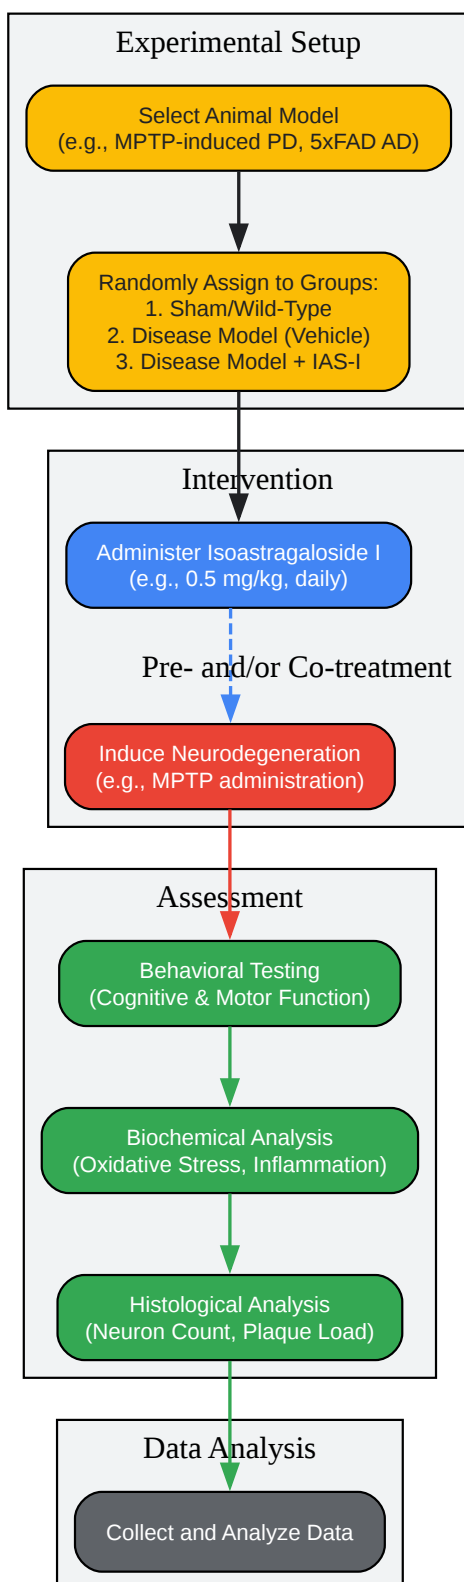 Experimental Setup
Select Animal Model
(e.g., MPTP-induced PD, 5xFAD AD)
Randomly Assign to Groups:
1. Sham/Wild-Type
2. Disease Model (Vehicle)
3. Disease Model + IAS-I
Intervention
Administer Isoastragaloside I
(e.g., 0.5 mg/kg, daily)
Pre- and/or Co-treatment
Induce Neurodegeneration
(e.g., MPTP administration)
Assessment
Behavioral Testing
(Cognitive & Motor Function)
Biochemical Analysis
(Oxidative Stress, Inflammation)
Histological Analysis
(Neuron Count, Plaque Load)
Data Analysis
Collect and Analyze Data